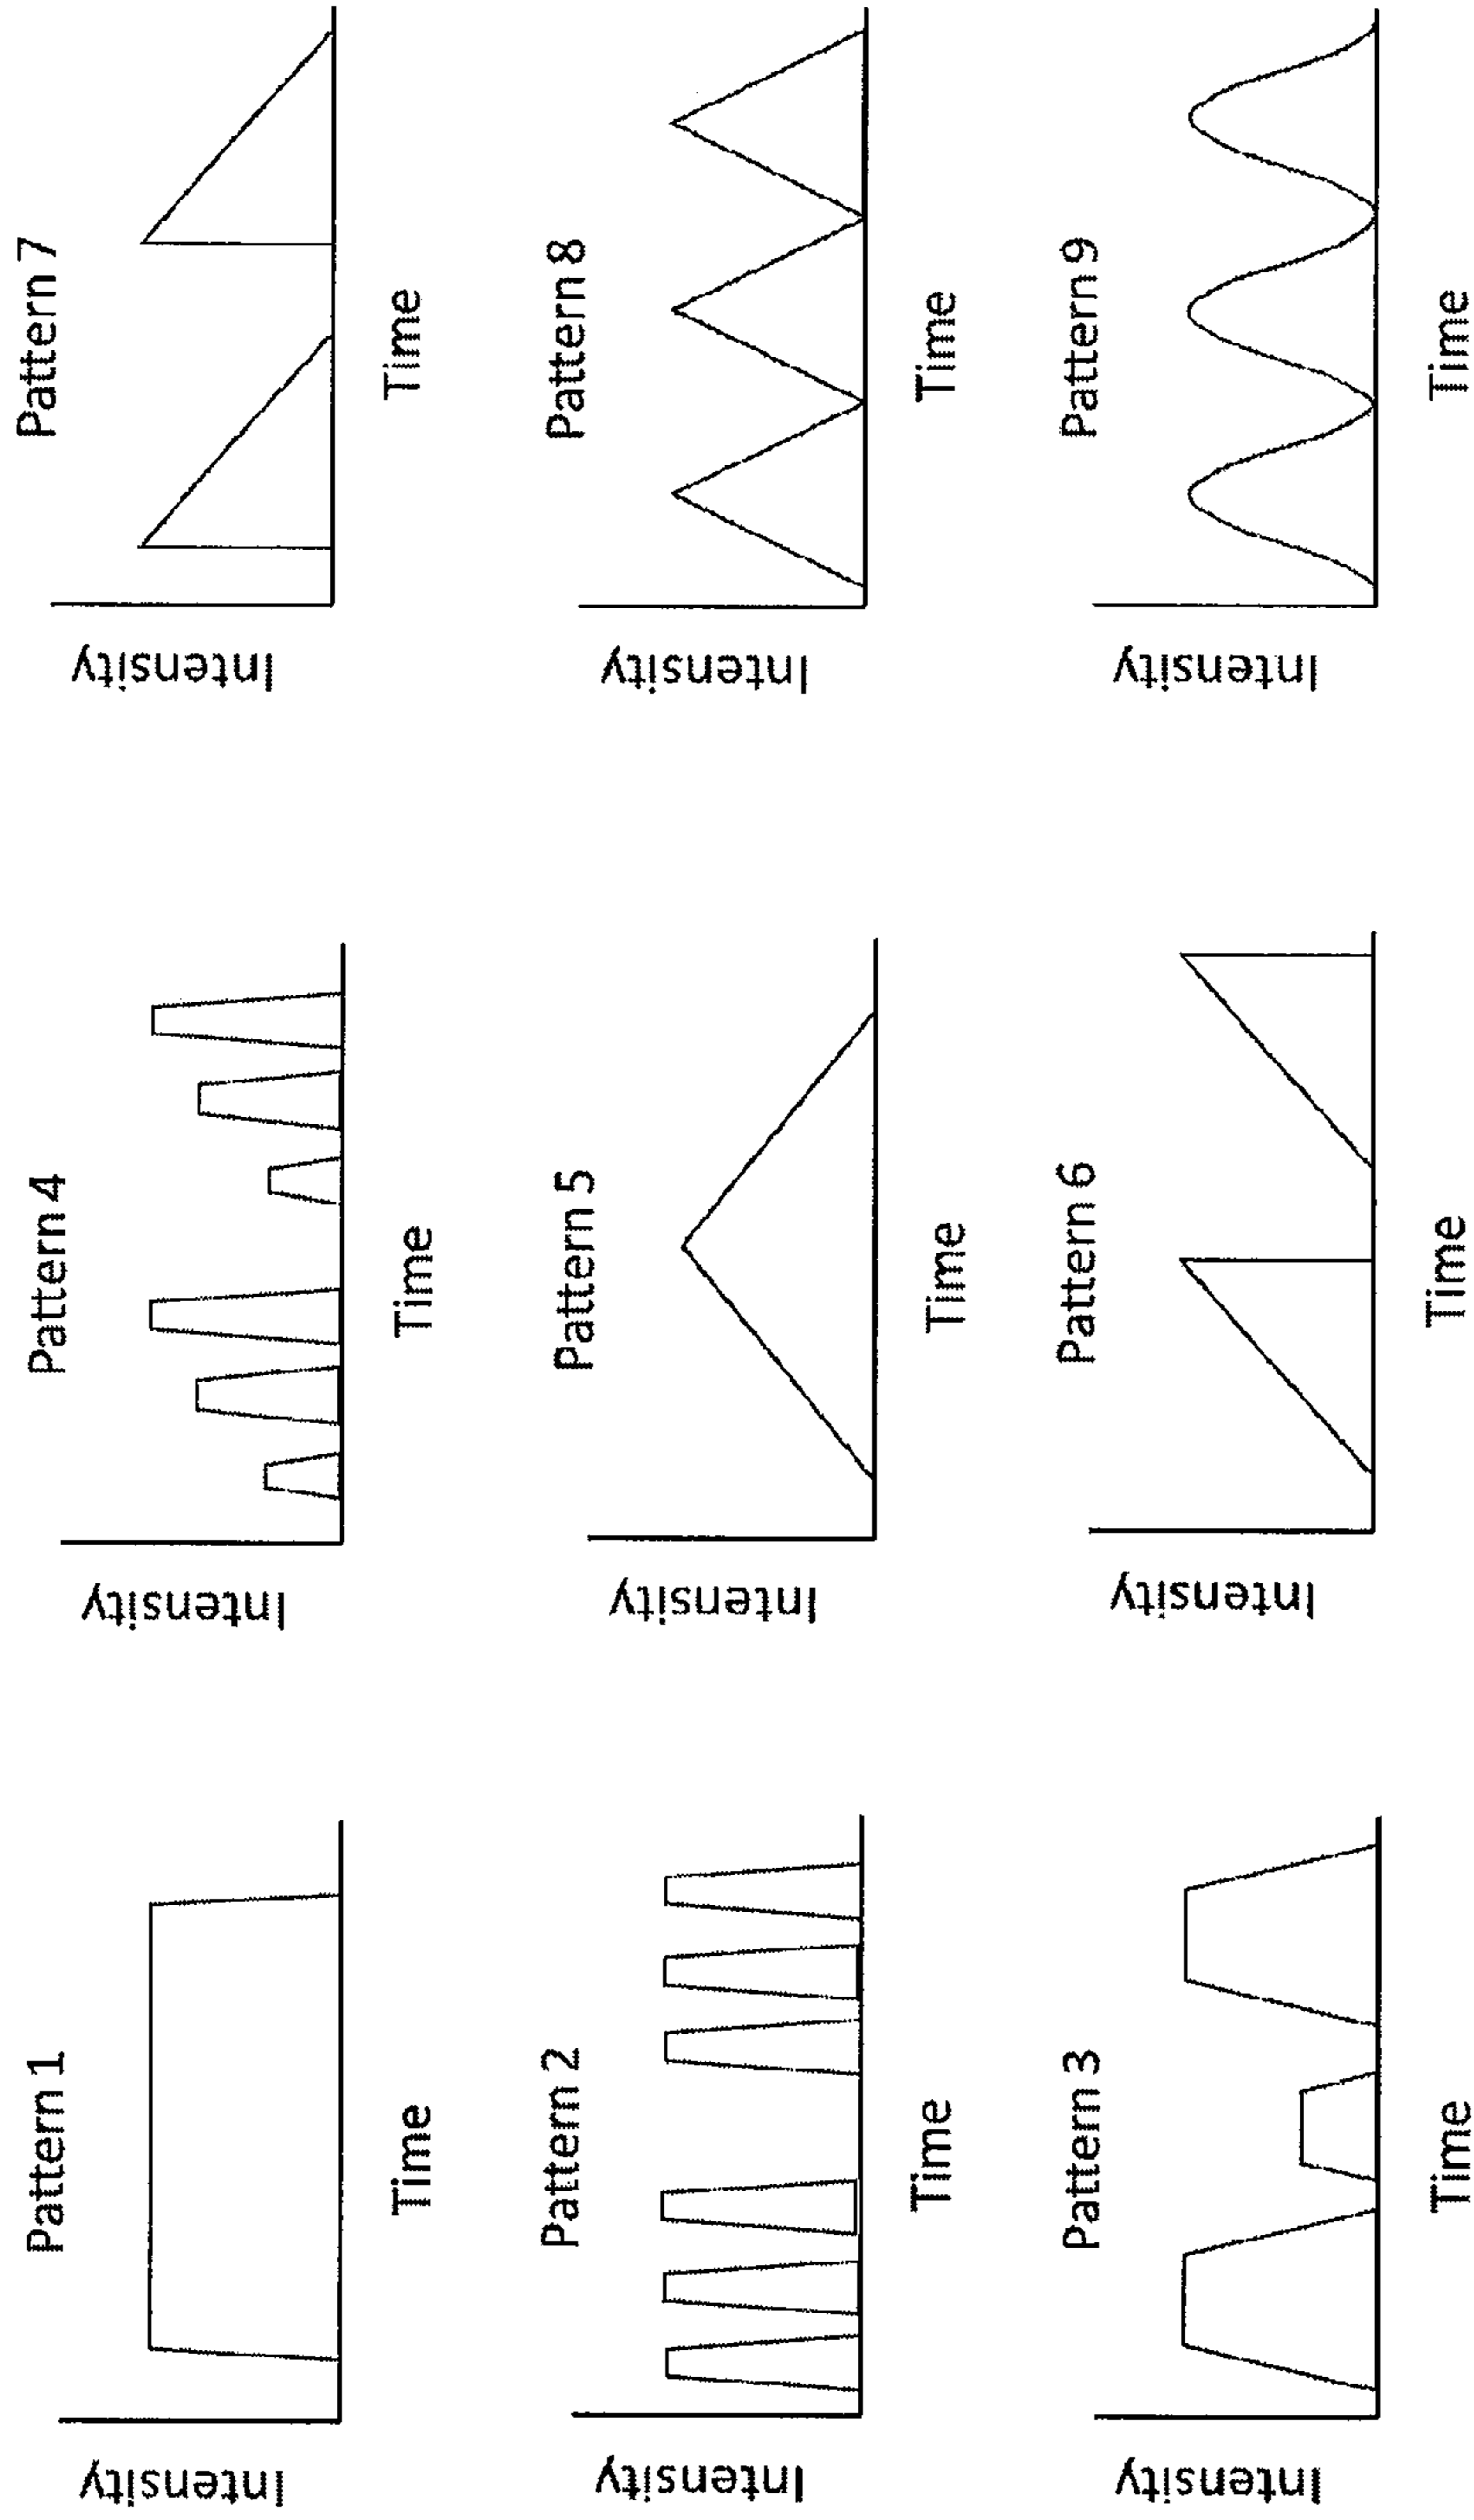 Pattern 1
Intensity
Time
Pattern 2
Intensity
Time
Pattern 3
Intensity
Time
Pattern 4
Intensity
Time
Pattern 5
Intensity
Time
Pattern 6
Intensity
Time
Pattern 7
Intensity
Time
Pattern 8
Intensity
Time
Pattern 9
Intensity
Time